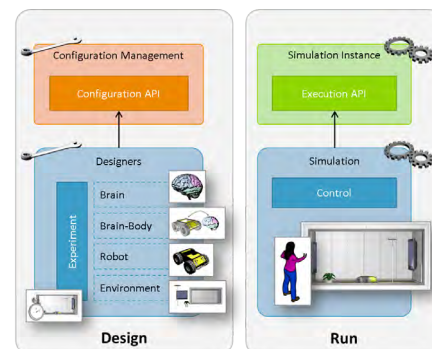 Configuration Management
Configuration API
Designers
Experiment
Brain
Brain-Body
Robot
Environment
Design
Simulation Instance
Execution API
Simulation
Control
Run